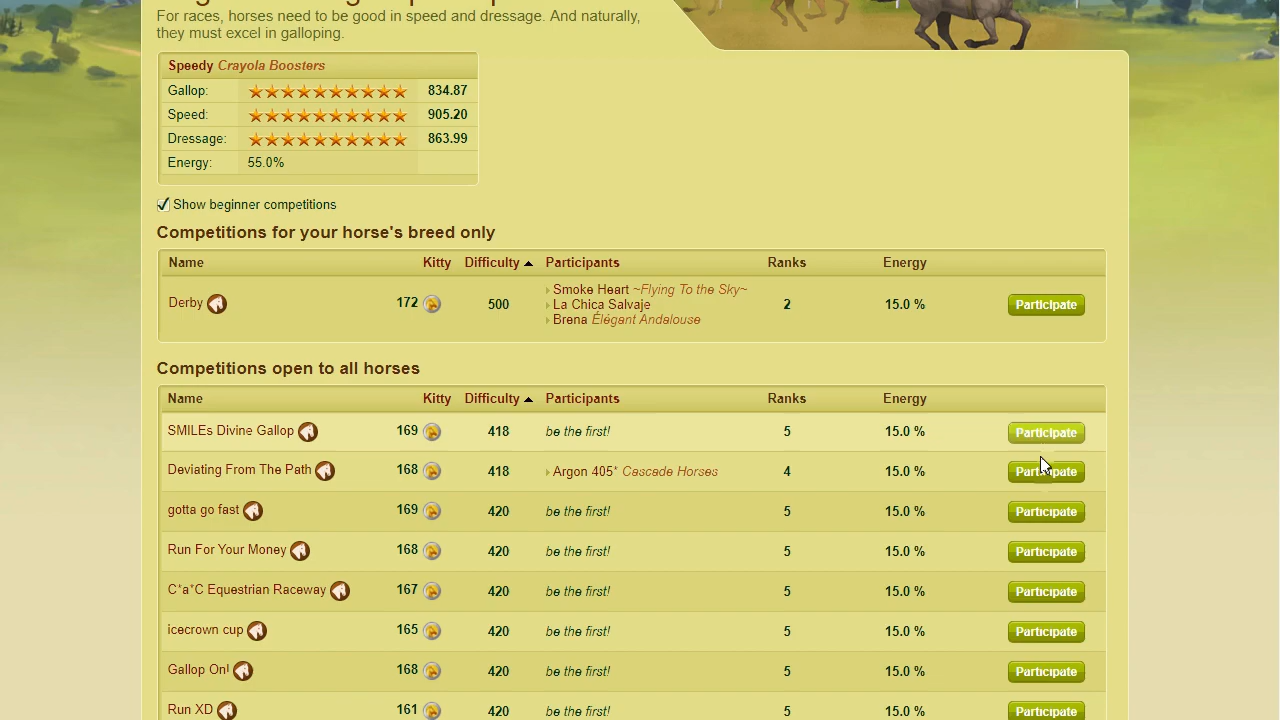 For races, horses need to be good in speed and dressage. And naturally,
they must excel in galloping.
Speedy Crayola Boosters
Gallop: 834.87
Speed: 905.20
Dressage: 863.99
Energy: 55.0%
Show beginner competitions
Competitions for your horse's breed only
Name Kitty Difficulty Participants Ranks Energy
Derby 172 500 Smoke Heart ~Flying To the Sky~
La Chica Salvaje 2 15.0 % Participate
Brena Élégant Andalouse
Competitions open to all horses
Name Kitty Difficulty Participants Ranks Energy
SMILEs Divine Gallop 169 418 be the first! 5 15.0 % Participate
Deviating From The Path 168 418 Argon 405* Cascade Horses 4 15.0 % Participate
gotta go fast 169 420 be the first! 5 15.0 % Participate
Run For Your Money 168 420 be the first! 5 15.0 % Participate
C*a*C Equestrian Raceway 167 420 be the first! 5 15.0 % Participate
icecrown cup 165 420 be the first! 5 15.0 % Participate
Gallop On! 168 420 be the first! 5 15.0 % Participate
Run XD 161 420 be the first! 5 15.0 % Participate